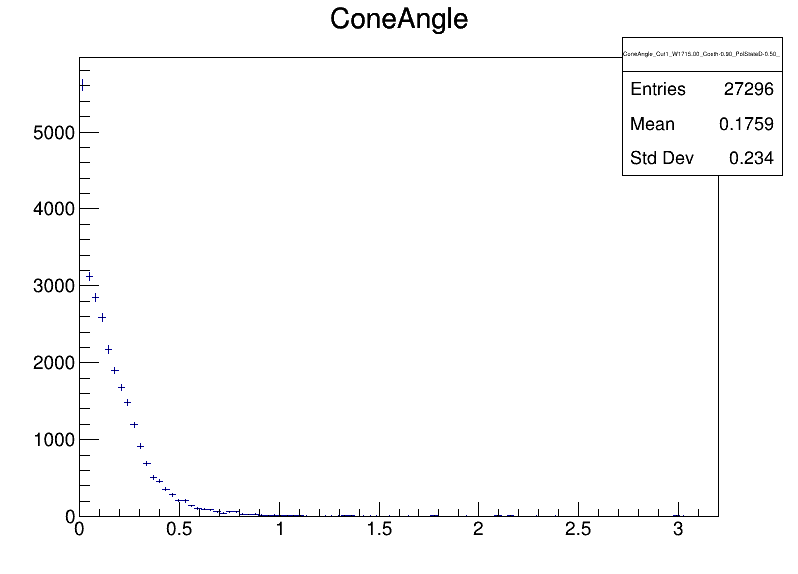 ConeAngle
ConeAngle_Cut1_W1715.00_Costh-0.90_PolStateD-0.50_
Entries 27296
Mean 0.1759
Std Dev 0.234
5000
4000
3000
2000
1000
0
0 0.5 1 1.5 2 2.5 3